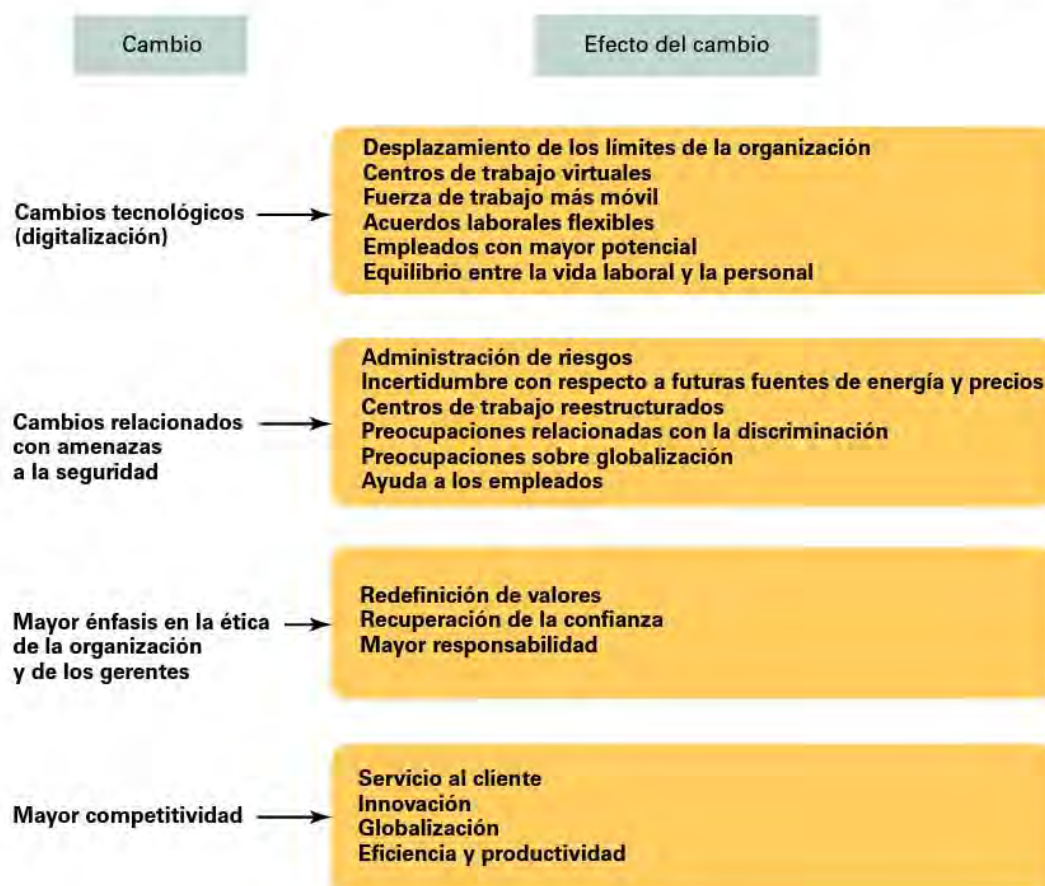 Cambio
Efecto del cambio
Cambios tecnológicos
(digitalización)
Desplazamiento de los límites de la organización
Centros de trabajo virtuales
Fuerza de trabajo más móvil
Acuerdos laborales flexibles
Empleados con mayor potencial
Equilibrio entre la vida laboral y la personal
Cambios relacionados
con amenazas
a la seguridad
Administración de riesgos
Incertidumbre con respecto a futuras fuentes de energía y precios
Centros de trabajo reestructurados
Preocupaciones relacionadas con la discriminación
Preocupaciones sobre globalización
Ayuda a los empleados
Mayor énfasis en la ética
de la organización
y de los gerentes
Redefinición de valores
Recuperación de la confianza
Mayor responsabilidad
Mayor competitividad
Servicio al cliente
Innovación
Globalización
Eficiencia y productividad